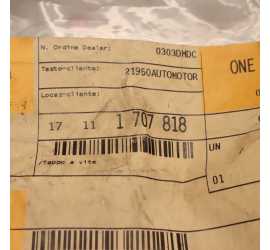 N. Ordine Dealer: 0303DMDC
Testo-cliente: 21950AUTOMOTOR
ONE
Locaz-cliente:
17 11 1 707 818
UN
/Tappo a vite
01